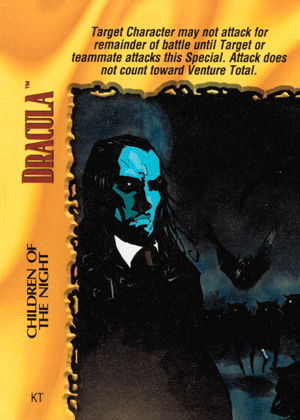 Target Character may not attack for
remainder of battle until Target or
teammate attacks this Special. Attack does
not count toward Venture Total.
DRACULA™
CHILDREN OF
THE NIGHT
KT